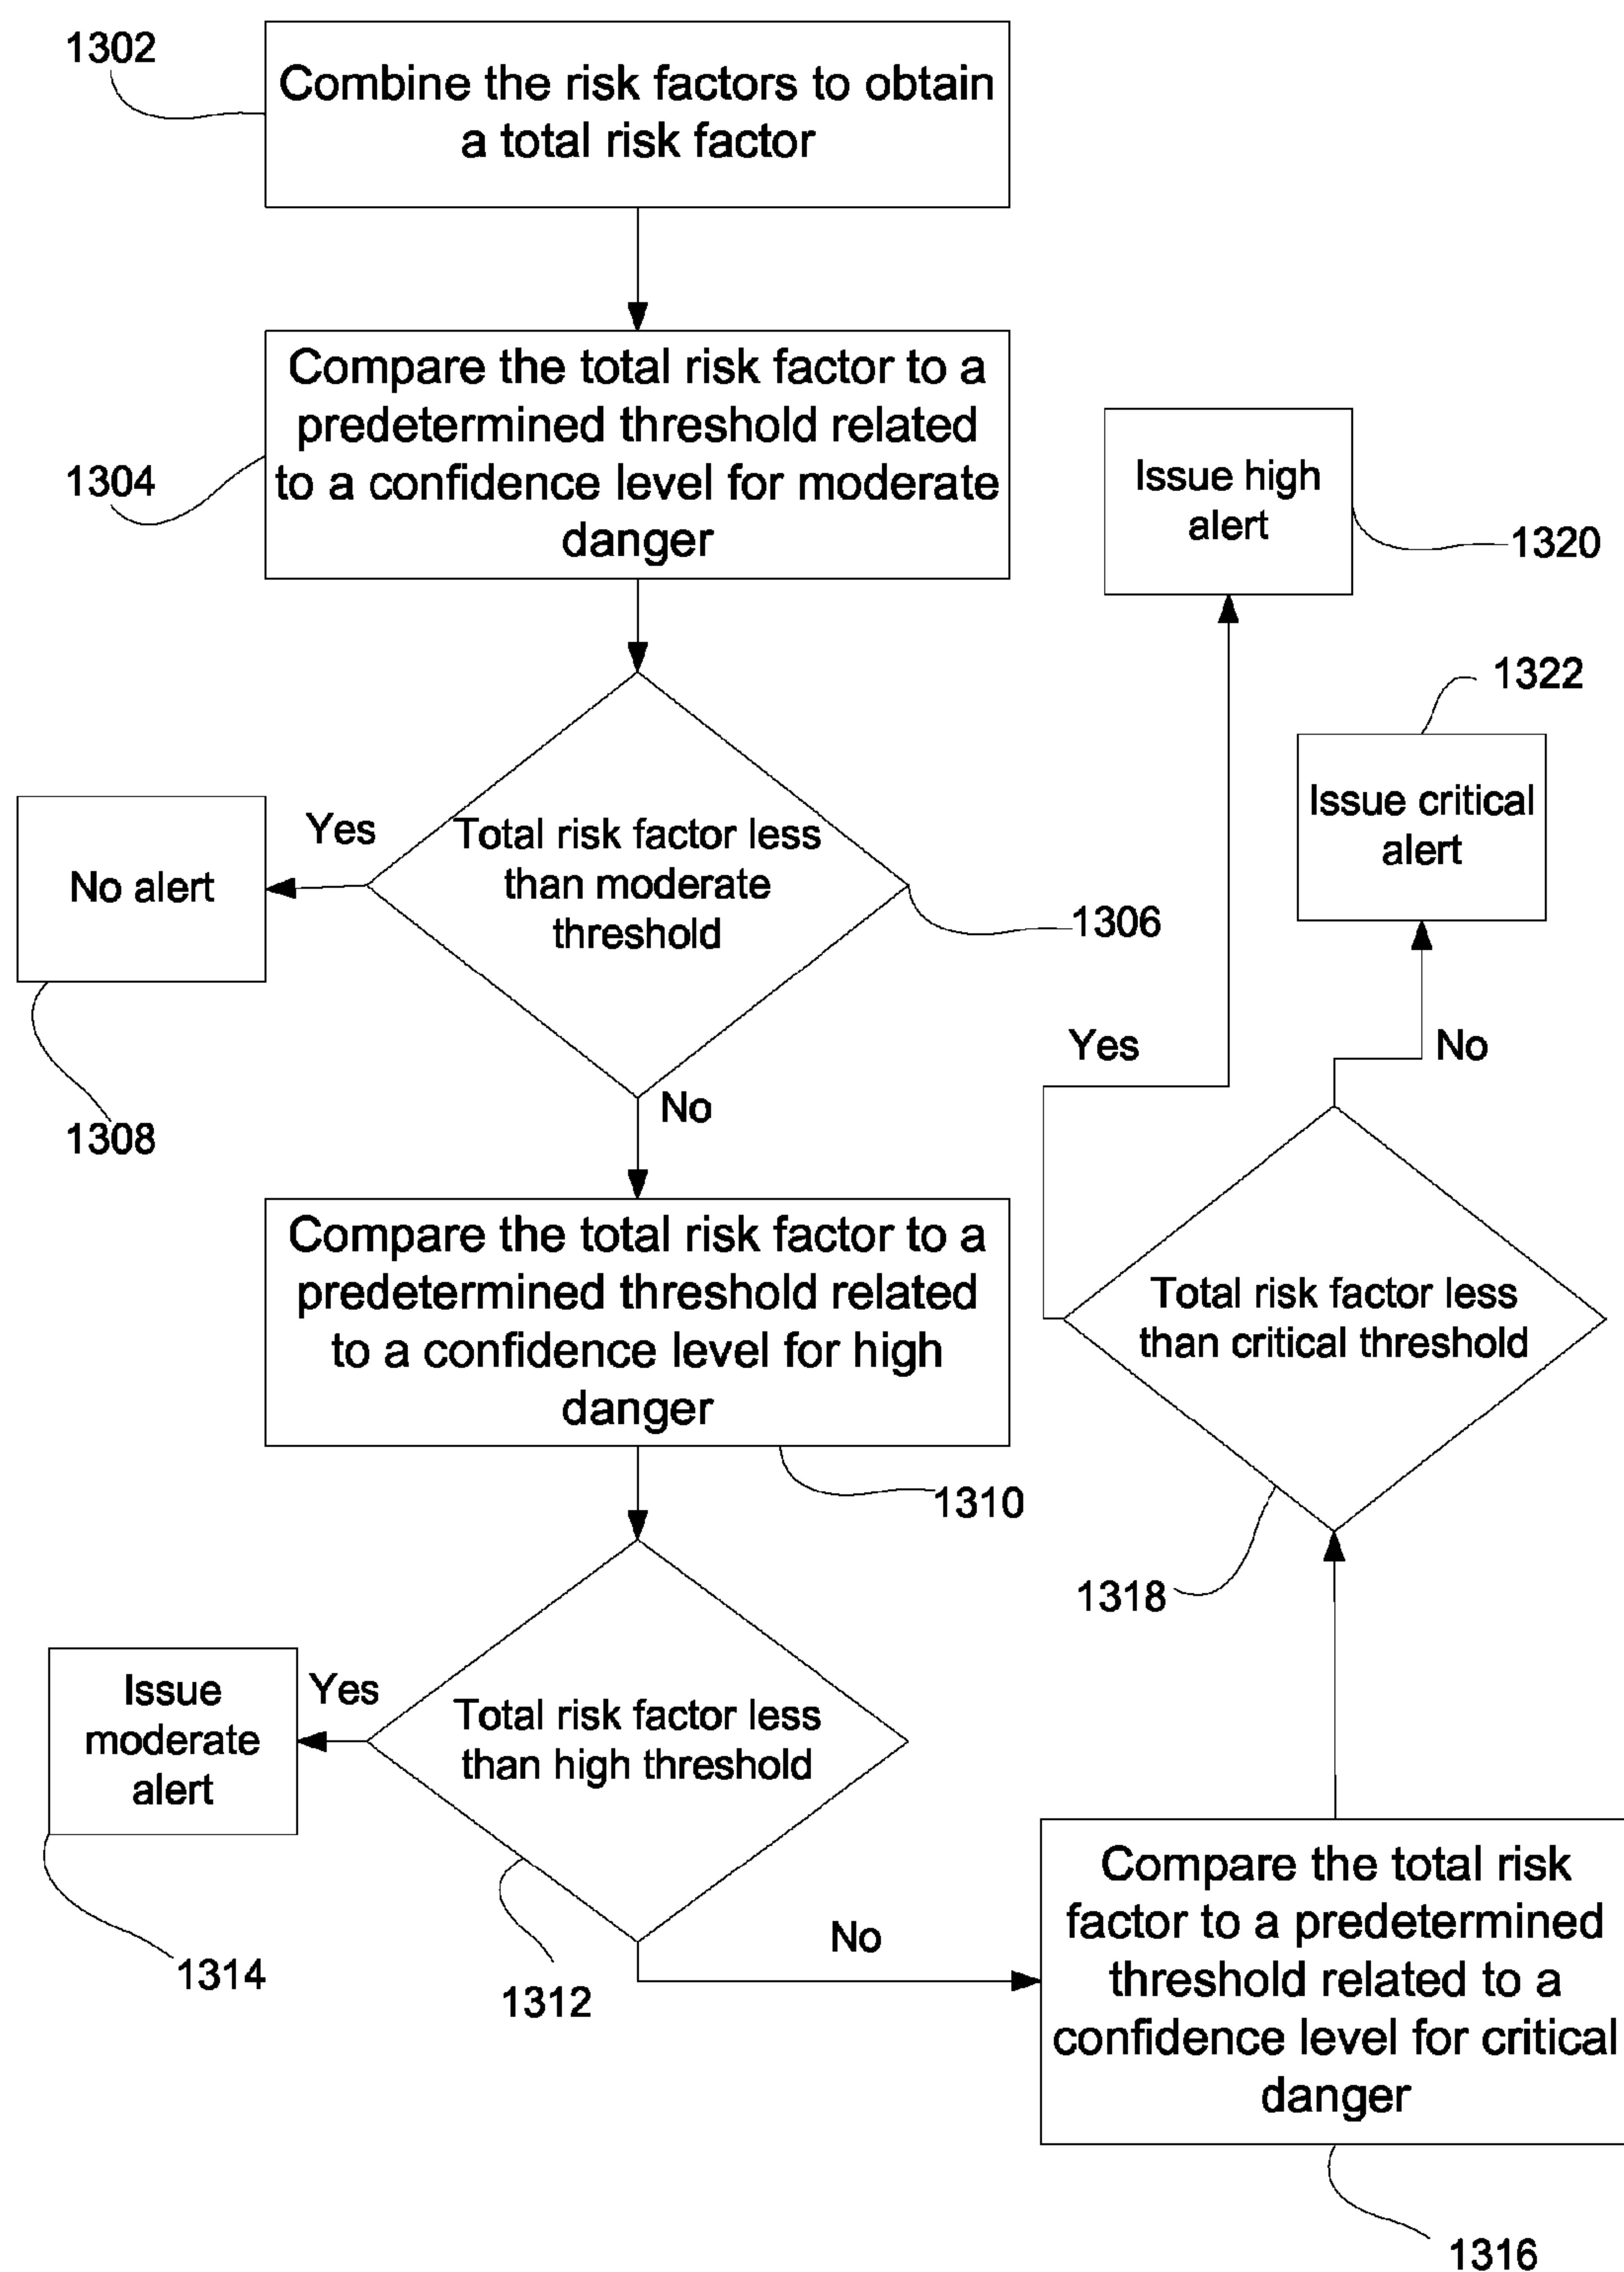 1302
Combine the risk factors to obtain
a total risk factor
1304
Compare the total risk factor to a
predetermined threshold related
to a confidence level for moderate
danger
Total risk factor less
than moderate
threshold
1306
Yes
No alert
1308
No
Compare the total risk factor to a
predetermined threshold related
to a confidence level for high
danger
1310
Total risk factor less
than high threshold
1312
Yes
Issue
moderate
alert
1314
No
Compare the total risk
factor to a predetermined
threshold related to a
confidence level for critical
danger
1316
Total risk factor less
than critical threshold
1318
Yes
Issue high
alert
1320
No
Issue critical
alert
1322